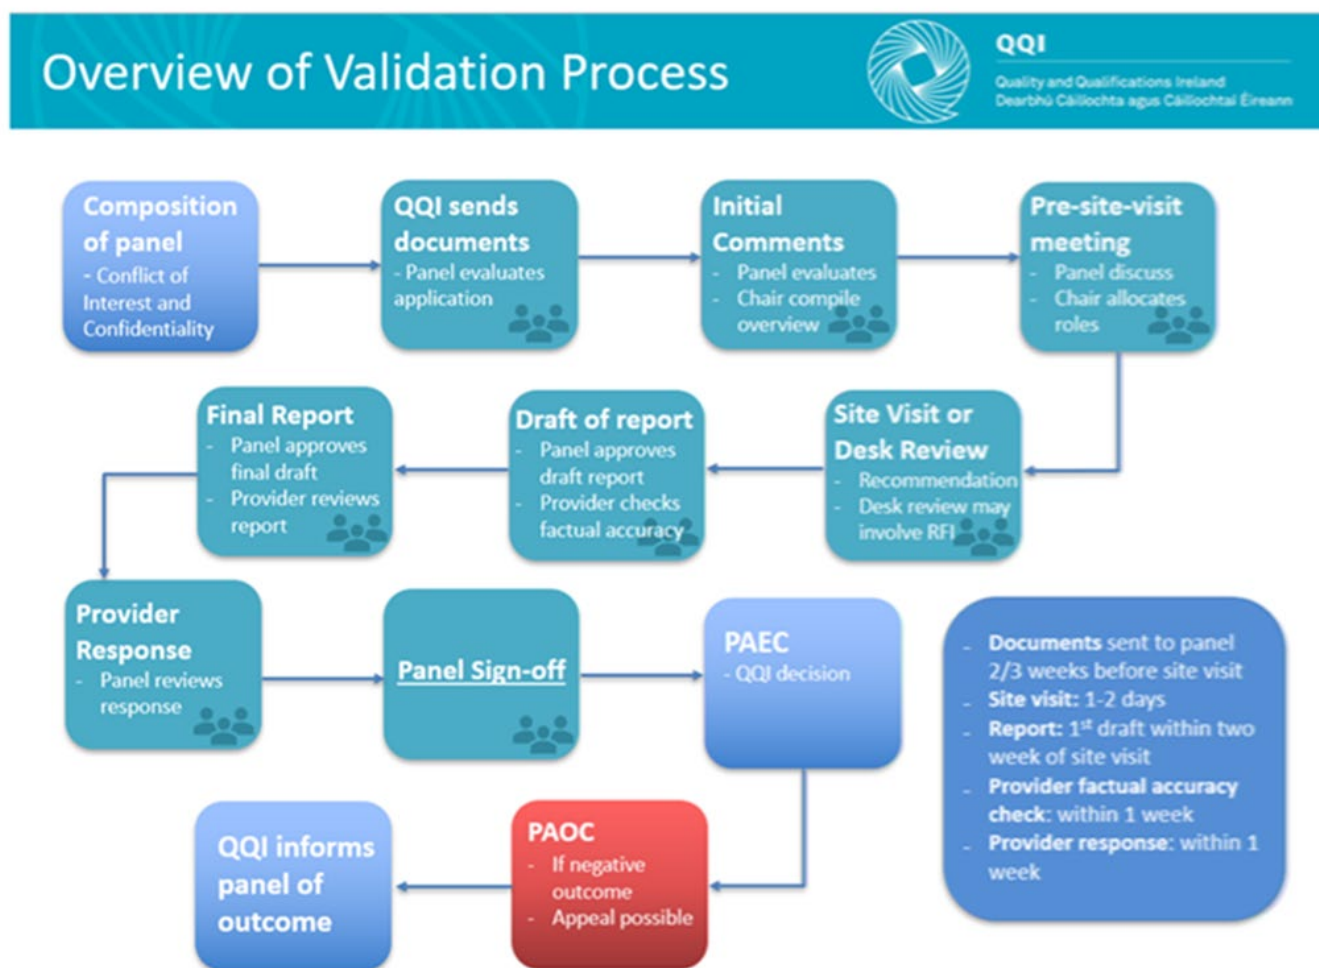 Overview of Validation Process
QQI
Quality and Qualifications Ireland
Dearbhú Cáilíochta agus Cáilíochtaí Éireann
Composition
of panel
- Conflict of
Interest and
Confidentiality
QQI sends
documents
- Panel evaluates
application
Initial
Comments
- Panel evaluates
- Chair compile
overview
Pre-site-visit
meeting
- Panel discuss
- Chair allocates
roles
Site Visit or
Desk Review
- Recommendation
- Desk review may
involve RFI
Draft of report
- Panel approves
draft report
- Provider checks
factual accuracy
Final Report
- Panel approves
final draft
- Provider reviews
report
Provider
Response
- Panel reviews
response
Panel Sign-off
PAEC
- QQI decision
PAOC
- If negative
outcome
- Appeal possible
QQI informs
panel of
outcome
- Documents sent to panel
2/3 weeks before site visit
- Site visit: 1-2 days
- Report: 1st draft within two
week of site visit
- Provider factual accuracy
check: within 1 week
- Provider response: within 1
week